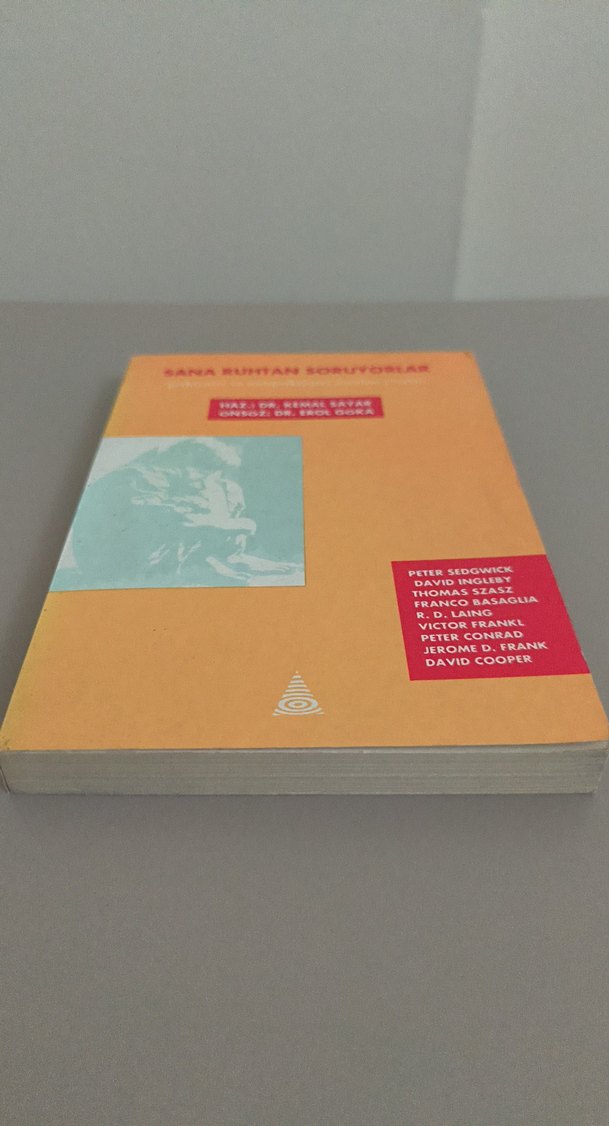 SANA RUHTAN SORUYORLAR
HAZ.: DR. KEMAL SAYAR
ÖNSÖZ: DR. EROL GÖKA
PETER SEDGWICK
DAVID INGLEBY
THOMAS SZASZ
FRANCO BASAGLIA
R. D. LAING
VICTOR FRANKL
PETER CONRAD
JEROME D. FRANK
DAVID COOPER